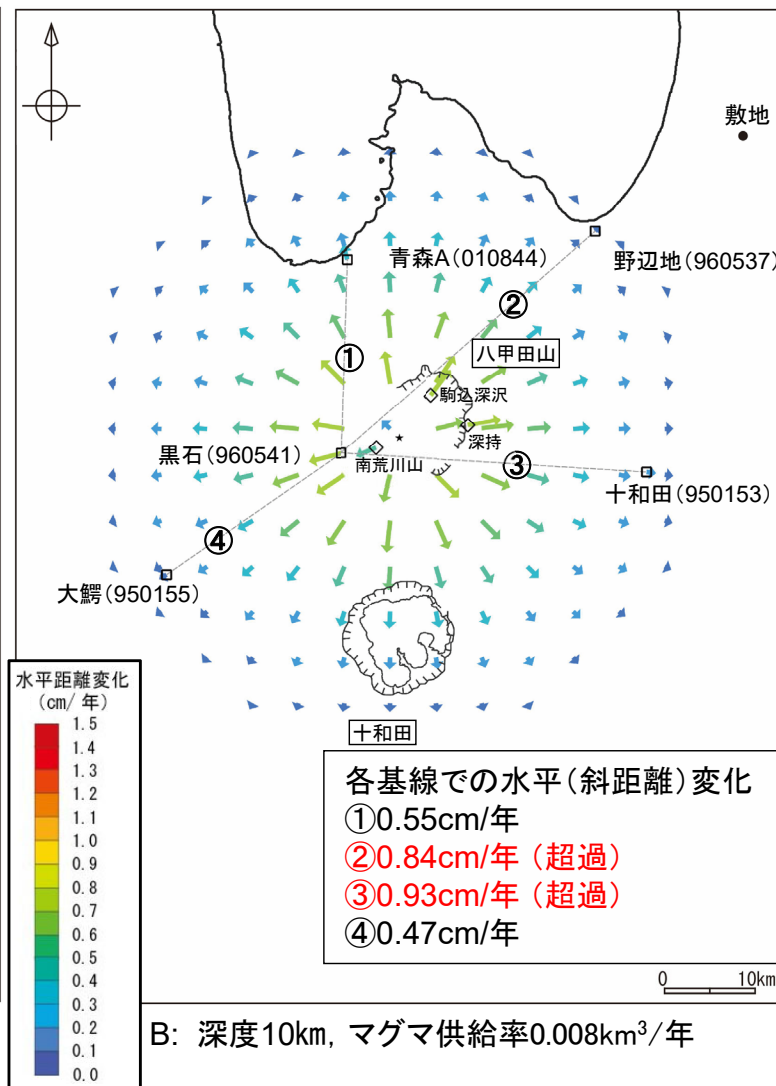 敷地
青森A(010844)
野辺地(960537)
②
八甲田山
①
駒込深沢
深持
黒石(960541)
南荒川山
③
十和田(950153)
④
大鰐(950155)
十和田
水平距離変化
(cm/年)
1.5
1.4
1.3
1.2
1.1
1.0
0.9
0.8
0.7
0.6
0.5
0.4
0.3
0.2
0.1
0.0
各基線での水平(斜距離)変化
①0.55cm/年
②0.84cm/年(超過)
③0.93cm/年(超過)
④0.47cm/年
0 10km
B: 深度10km, マグマ供給率0.008km³/年